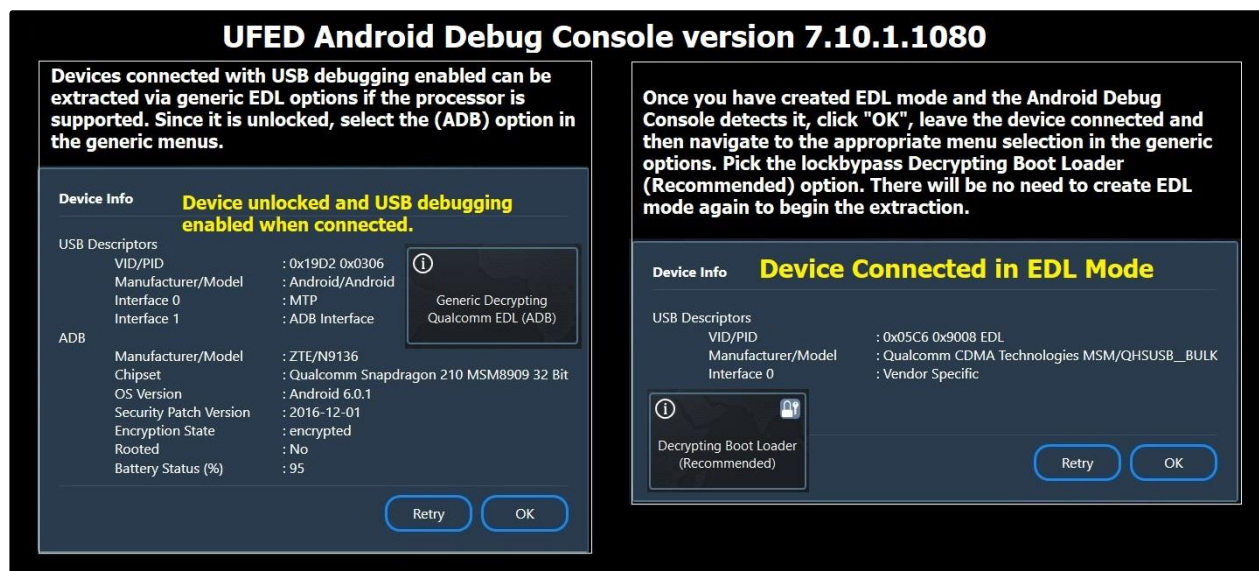 UFED Android Debug Console version 7.10.1.1080
Devices connected with USB debugging enabled can be
extracted via generic EDL options if the processor is
supported. Since it is unlocked, select the (ADB) option in
the generic menus.
Device Info
Device unlocked and USB debugging
enabled when connected.
USB Descriptors
VID/PID : 0x19D2 0x0306
Manufacturer/Model : Android/Android
Interface 0 : MTP
Interface 1 : ADB Interface
Generic Decrypting
Qualcomm EDL (ADB)
ADB
Manufacturer/Model : ZTE/N9136
Chipset : Qualcomm Snapdragon 210 MSM8909 32 Bit
OS Version : Android 6.0.1
Security Patch Version : 2016-12-01
Encryption State : encrypted
Rooted : No
Battery Status (%) : 95
Retry OK
Once you have created EDL mode and the Android Debug
Console detects it, click "OK", leave the device connected and
then navigate to the appropriate menu selection in the generic
options. Pick the lockbypass Decrypting Boot Loader
(Recommended) option. There will be no need to create EDL
mode again to begin the extraction.
Device Info Device Connected in EDL Mode
USB Descriptors
VID/PID : 0x05C6 0x9008 EDL
Manufacturer/Model : Qualcomm CDMA Technologies MSM/QHSUSB__BULK
Interface 0 : Vendor Specific
Decrypting Boot Loader
(Recommended)
Retry OK